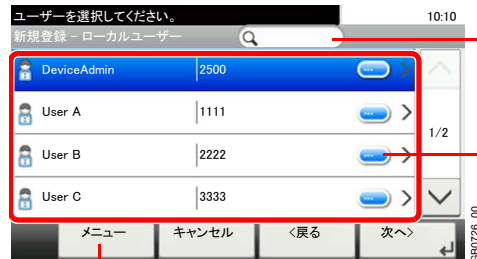 ユーザーを選択してください。 10:10
新規登録 - ローカルユーザー
DeviceAdmin 2500
User A 1111
1/2
User B 2222
User C 3333
メニュー キャンセル <戻る 次へ>